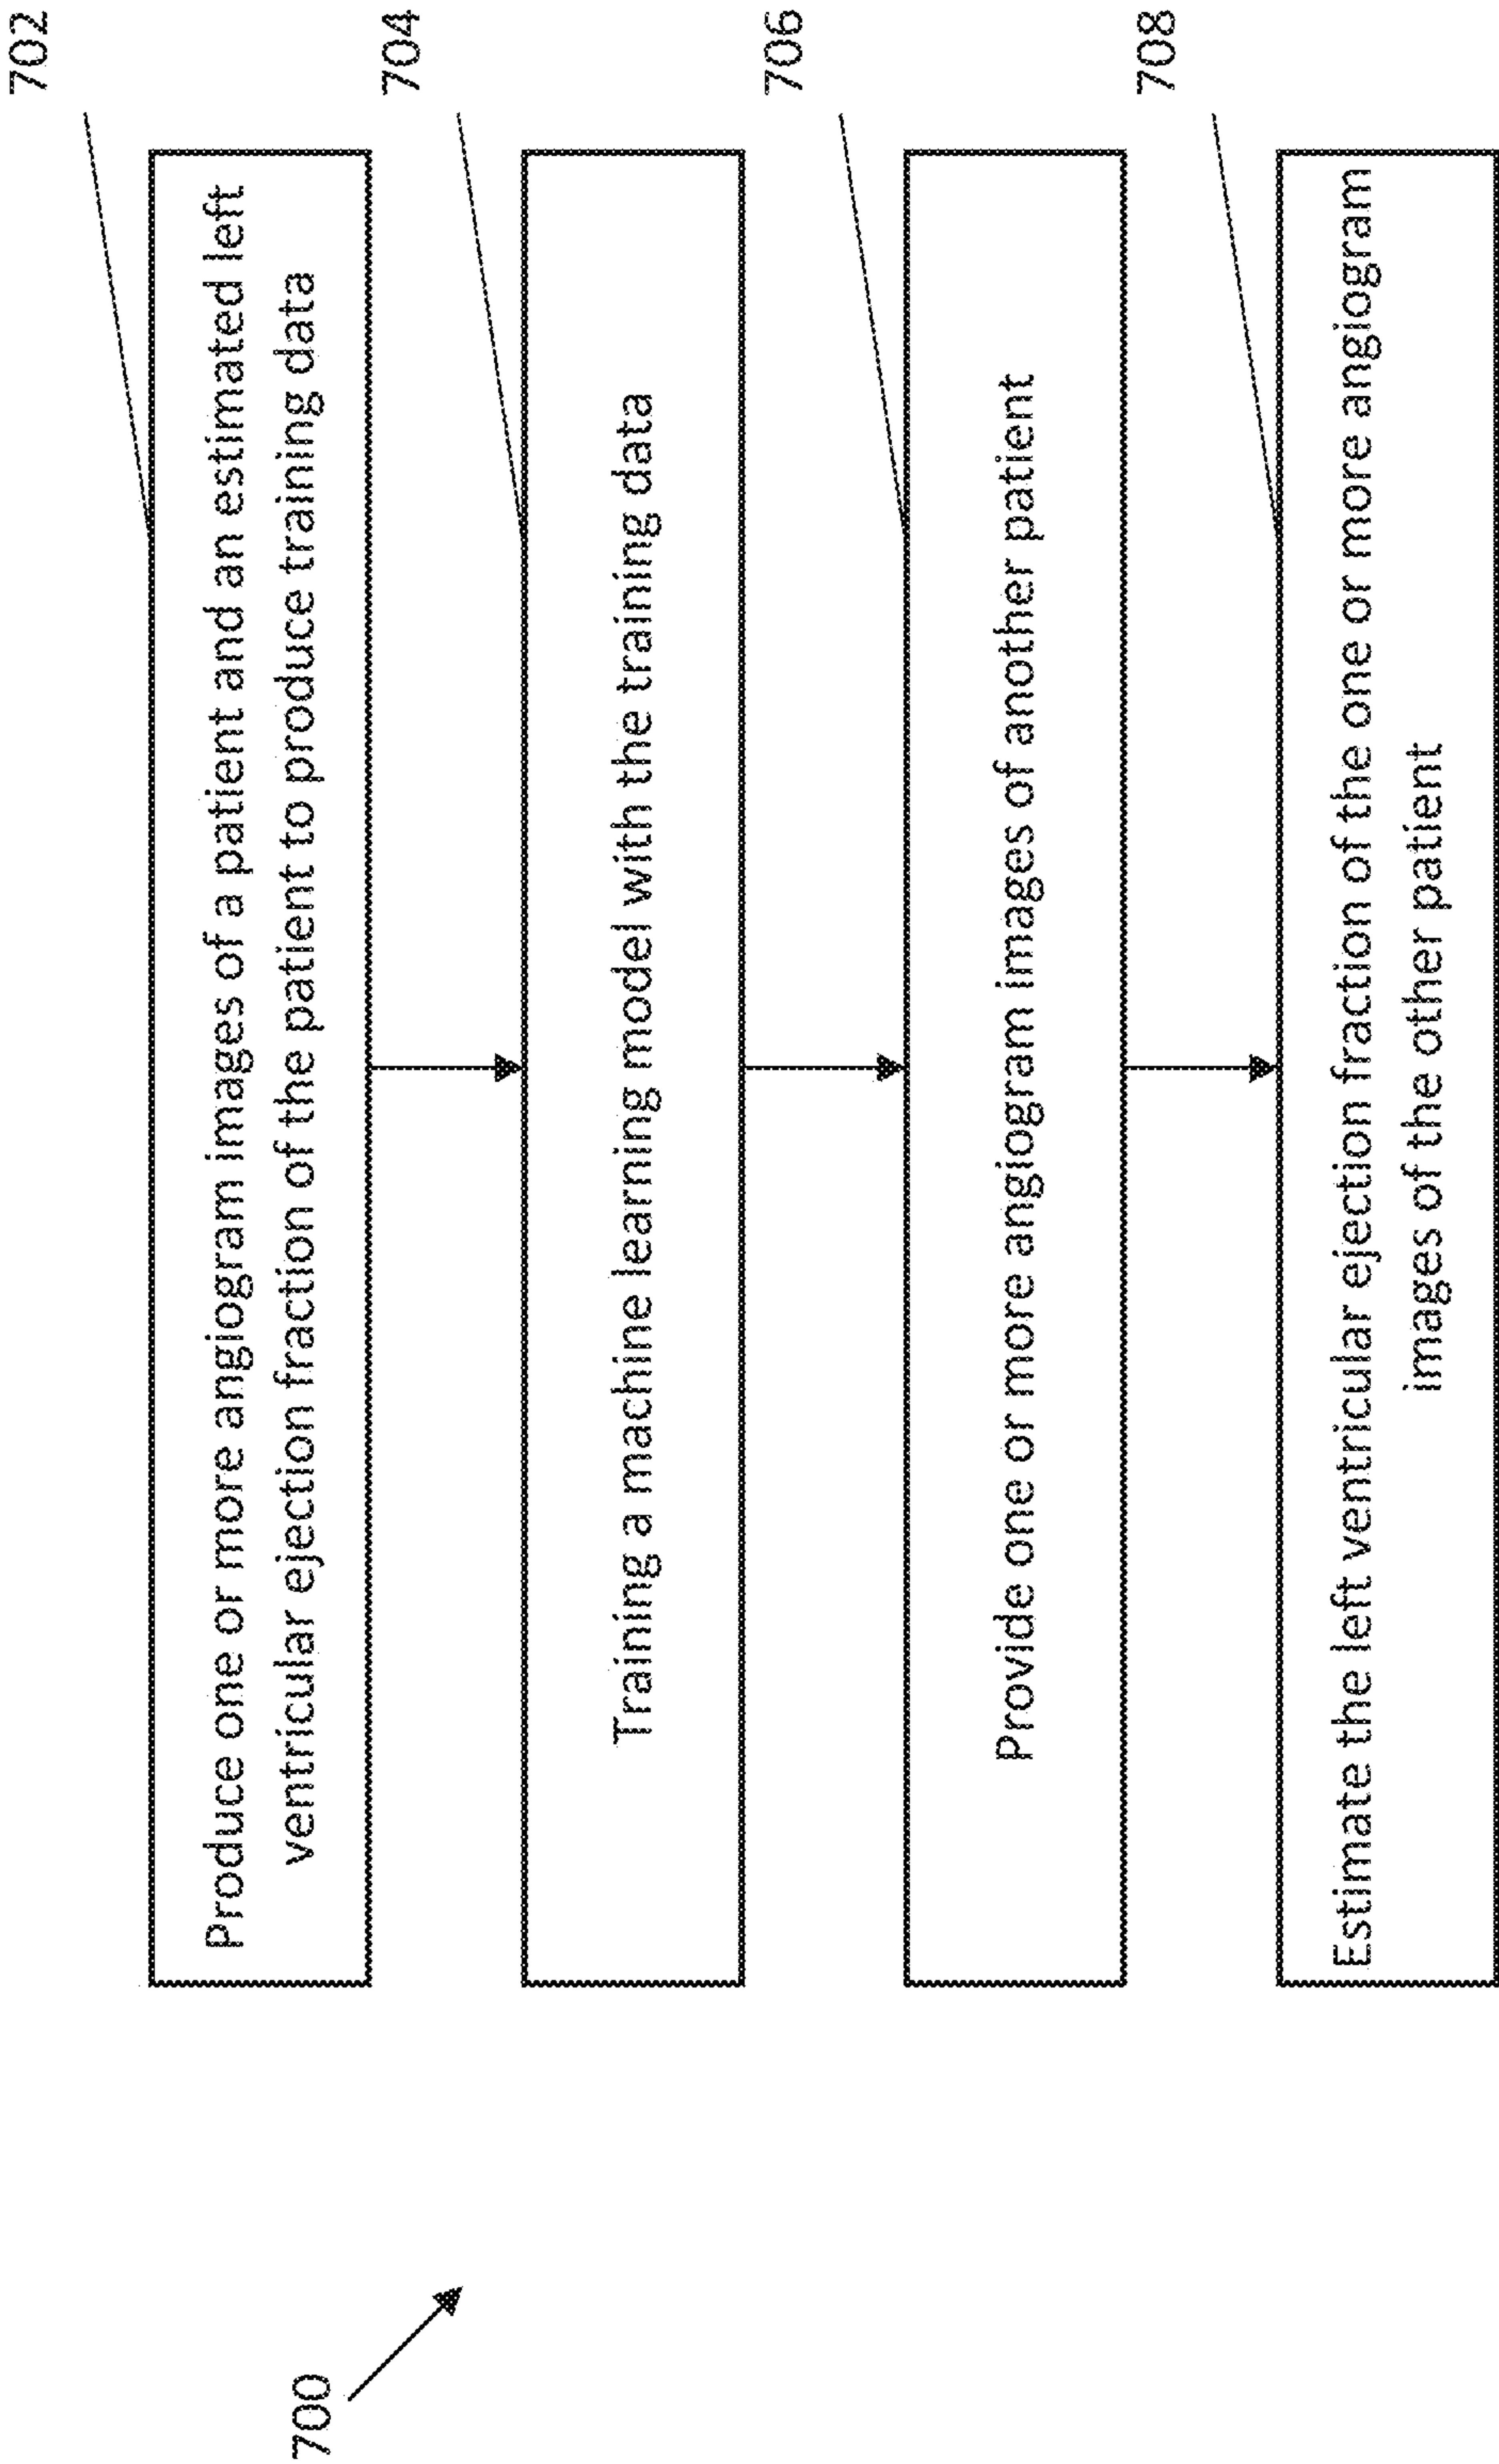 700
702
Produce one or more angiogram images of a patient and an estimated left
ventricular ejection fraction of the patient to produce training data
704
Training a machine learning model with the training data
706
Provide one or more angiogram images of another patient
708
Estimate the left ventricular ejection fraction of the one or more angiogram
images of the other patient